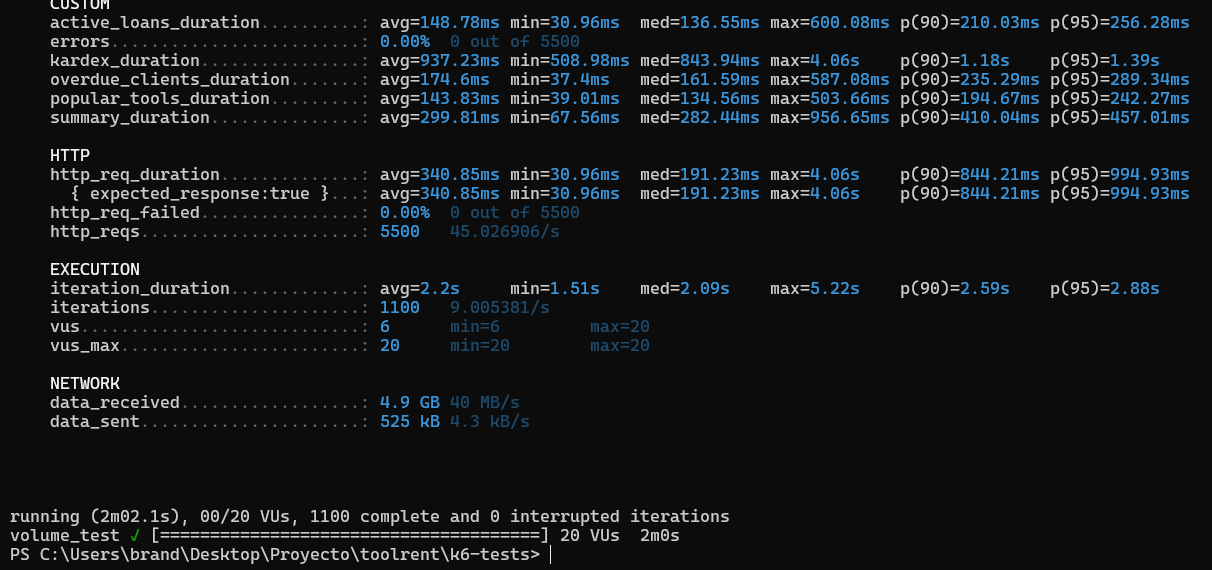 CUSTOM
active_loans_duration..........: avg=148.78ms min=30.96ms med=136.55ms max=600.08ms p(90)=210.03ms p(95)=256.28ms
errors.........................: 0.00% 0 out of 5500
kardex_duration................: avg=937.23ms min=508.98ms med=843.94ms max=4.06s p(90)=1.18s p(95)=1.39s
overdue_clients_duration.......: avg=174.6ms min=37.4ms med=161.59ms max=587.08ms p(90)=235.29ms p(95)=289.34ms
popular_tools_duration.........: avg=143.83ms min=39.01ms med=134.56ms max=503.66ms p(90)=194.67ms p(95)=242.27ms
summary_duration...............: avg=299.81ms min=67.56ms med=282.44ms max=956.65ms p(90)=410.04ms p(95)=457.01ms
HTTP
http_req_duration..............: avg=340.85ms min=30.96ms med=191.23ms max=4.06s p(90)=844.21ms p(95)=994.93ms
{ expected_response:true }...: avg=340.85ms min=30.96ms med=191.23ms max=4.06s p(90)=844.21ms p(95)=994.93ms
http_req_failed................: 0.00% 0 out of 5500
http_reqs......................: 5500 45.026906/s
EXECUTION
iteration_duration.............: avg=2.2s min=1.51s med=2.09s max=5.22s p(90)=2.59s p(95)=2.88s
iterations.....................: 1100 9.005381/s
vus............................: 6 min=6 max=20
vus_max........................: 20 min=20 max=20
NETWORK
data_received..................: 4.9 GB 40 MB/s
data_sent......................: 525 kB 4.3 kB/s
running (2m02.1s), 00/20 VUs, 1100 complete and 0 interrupted iterations
volume_test ✓ [======================================] 20 VUs 2m0s
PS C:\Users\brand\Desktop\Proyecto\toolrent\k6-tests>